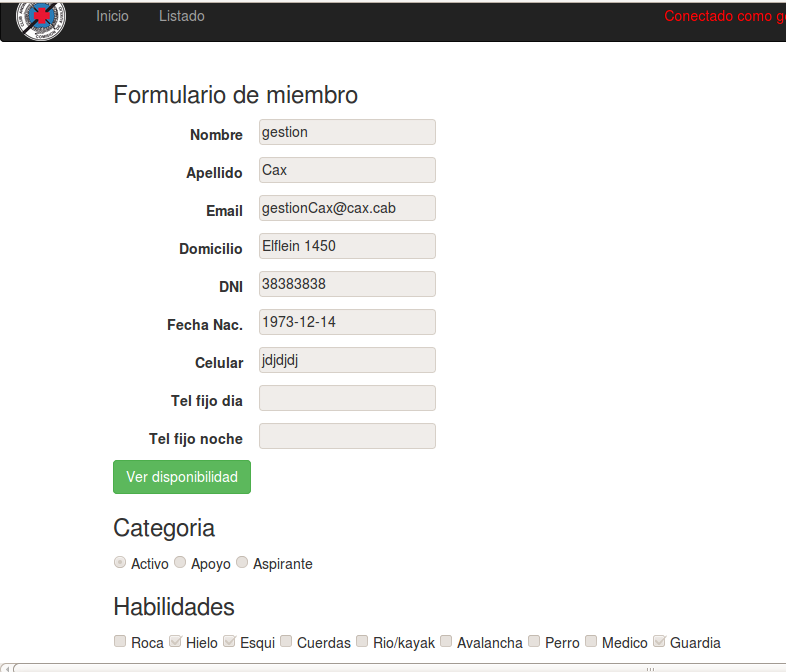 Inicio Listado Conectado como
Formulario de miembro
Nombre gestion
Apellido Cax
Email gestionCax@cax.cab
Domicilio Elflein 1450
DNI 38383838
Fecha Nac. 1973-12-14
Celular jdjdjdj
Tel fijo dia
Tel fijo noche
Ver disponibilidad
Categoria
Activo Apoyo Aspirante
Habilidades
Roca Hielo Esqui Cuerdas Rio/kayak Avalancha Perro Medico Guardia